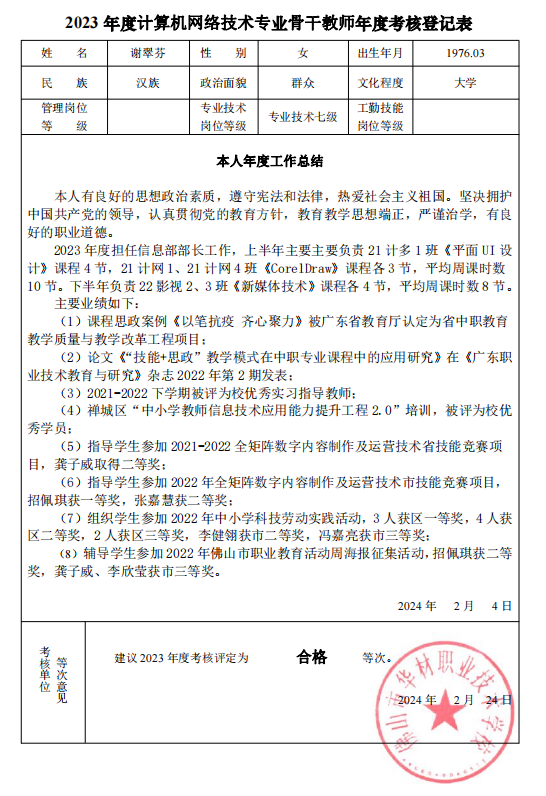 2023 年度计算机网络技术专业骨干教师年度考核登记表
姓 名 谢翠芬 性 别 女 出生年月 1976.03
民 族 汉族 政治面貌 群众 文化程度 大学
管理岗位等 级 专业技术岗位等级 专业技术七级 工勤技能岗位等级
本人年度工作总结
本人有良好的思想政治素质，遵守宪法和法律，热爱社会主义祖国。坚决拥护
中国共产党的领导，认真贯彻党的教育方针，教育教学思想端正，严谨治学，有良
好的职业道德。
2023 年度担任信息部部长工作，上半年主要主要负责 21 计多 1 班《平面 UI 设
计》课程 4 节，21 计网 1、21 计网 4 班《CorelDraw》课程各 3 节，平均周课时数
10 节。下半年负责 22 影视 2、3 班《新媒体技术》课程各 4 节，平均周课时数 8 节。
主要业绩如下：
（1）课程思政案例《以笔抗疫 齐心聚力》被广东省教育厅认定为省中职教育
教学质量与教学改革工程项目；
（2）论文《“技能+思政”教学模式在中职专业课程中的应用研究》在《广东职
业技术教育与研究》杂志 2022 年第 2 期发表；
（3）2021-2022 下学期被评为校优秀实习指导教师；
（4）禅城区“中小学教师信息技术应用能力提升工程 2.0”培训，被评为校优
秀学员；
（5）指导学生参加 2021-2022 全矩阵数字内容制作及运营技术省技能竞赛项
目，龚子威取得二等奖；
（6）指导学生参加 2022 年全矩阵数字内容制作及运营技术市技能竞赛项目，
招佩琪获一等奖，张嘉慧获二等奖；
（7）组织学生参加 2022 年中小学科技劳动实践活动，3 人获区一等奖，4 人获
区二等奖，2 人获区三等奖， 李健翎获市二等奖，冯嘉亮获市三等奖；
（8）辅导学生参加 2022 年佛山市职业教育活动周海报征集活动，招佩琪获二等
奖，龚子威、李欣莹获市三等奖。
2024 年 2 月 4 日
考核单位
等次意见
建议 2023 年度考核评定为 合格 等次。
佛山市华材职业技术学校
2024 年 2 月 24 日